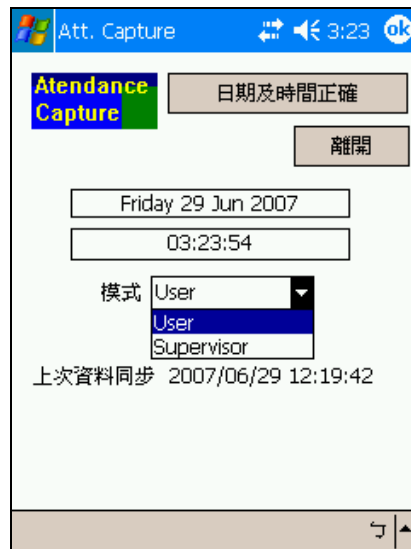 Att. Capture 3:23 ok
Atendance
Capture
日期及時間正確
離開
Friday 29 Jun 2007
03:23:54
模式 User
User
Supervisor
上次資料同步 2007/06/29 12:19:42
ㄅ